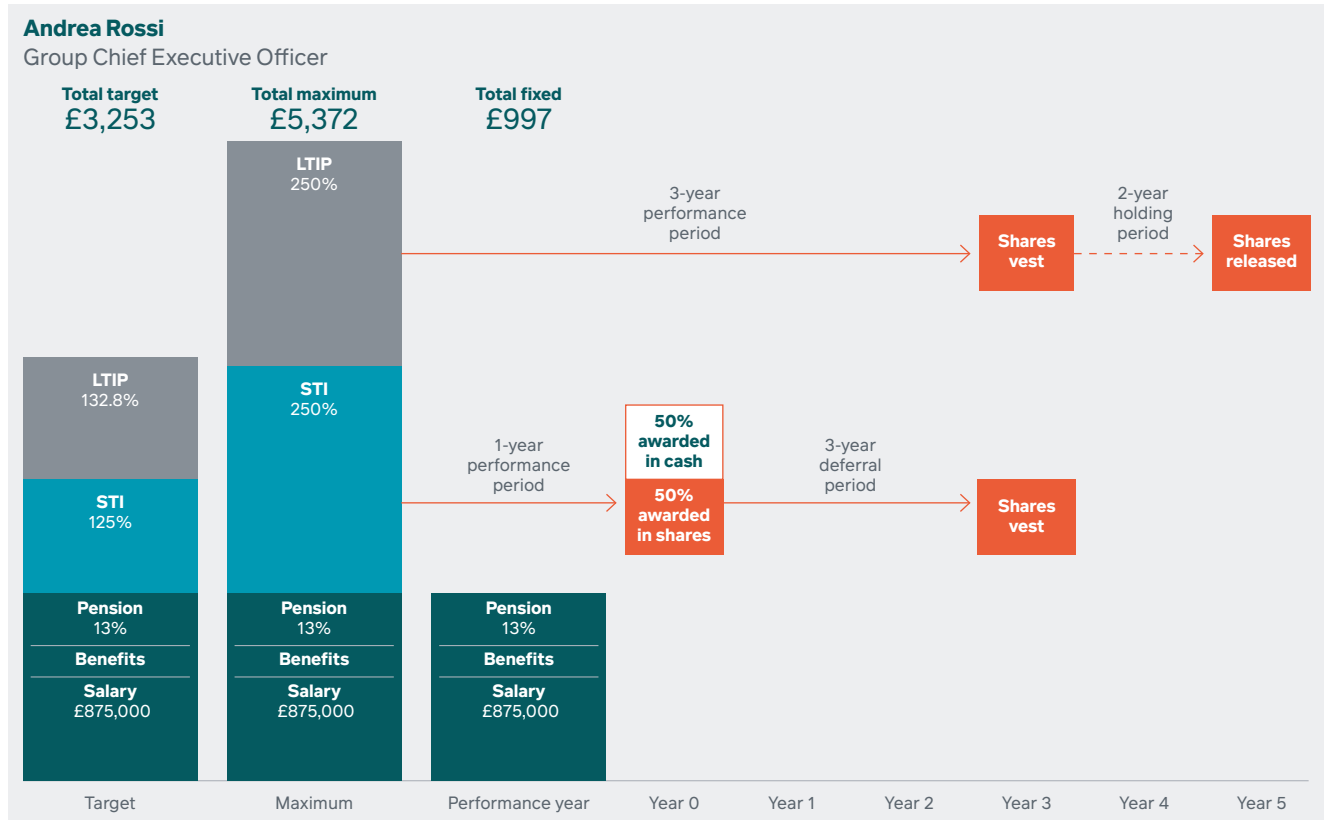 Andrea Rossi
Group Chief Executive Officer
Total target
£3,253
Total maximum
£5,372
Total fixed
£997
LTIP
132.8%
STI
125%
Pension
13%
Benefits
Salary
£875,000
LTIP
250%
STI
250%
Pension
13%
Benefits
Salary
£875,000
Pension
13%
Benefits
Salary
£875,000
3-year
performance
period
Shares
vest
2-year
holding
period
Shares
released
1-year
performance
period
50%
awarded
in cash
50%
awarded
in shares
3-year
deferral
period
Shares
vest
Target
Maximum
Performance year
Year 0
Year 1
Year 2
Year 3
Year 4
Year 5